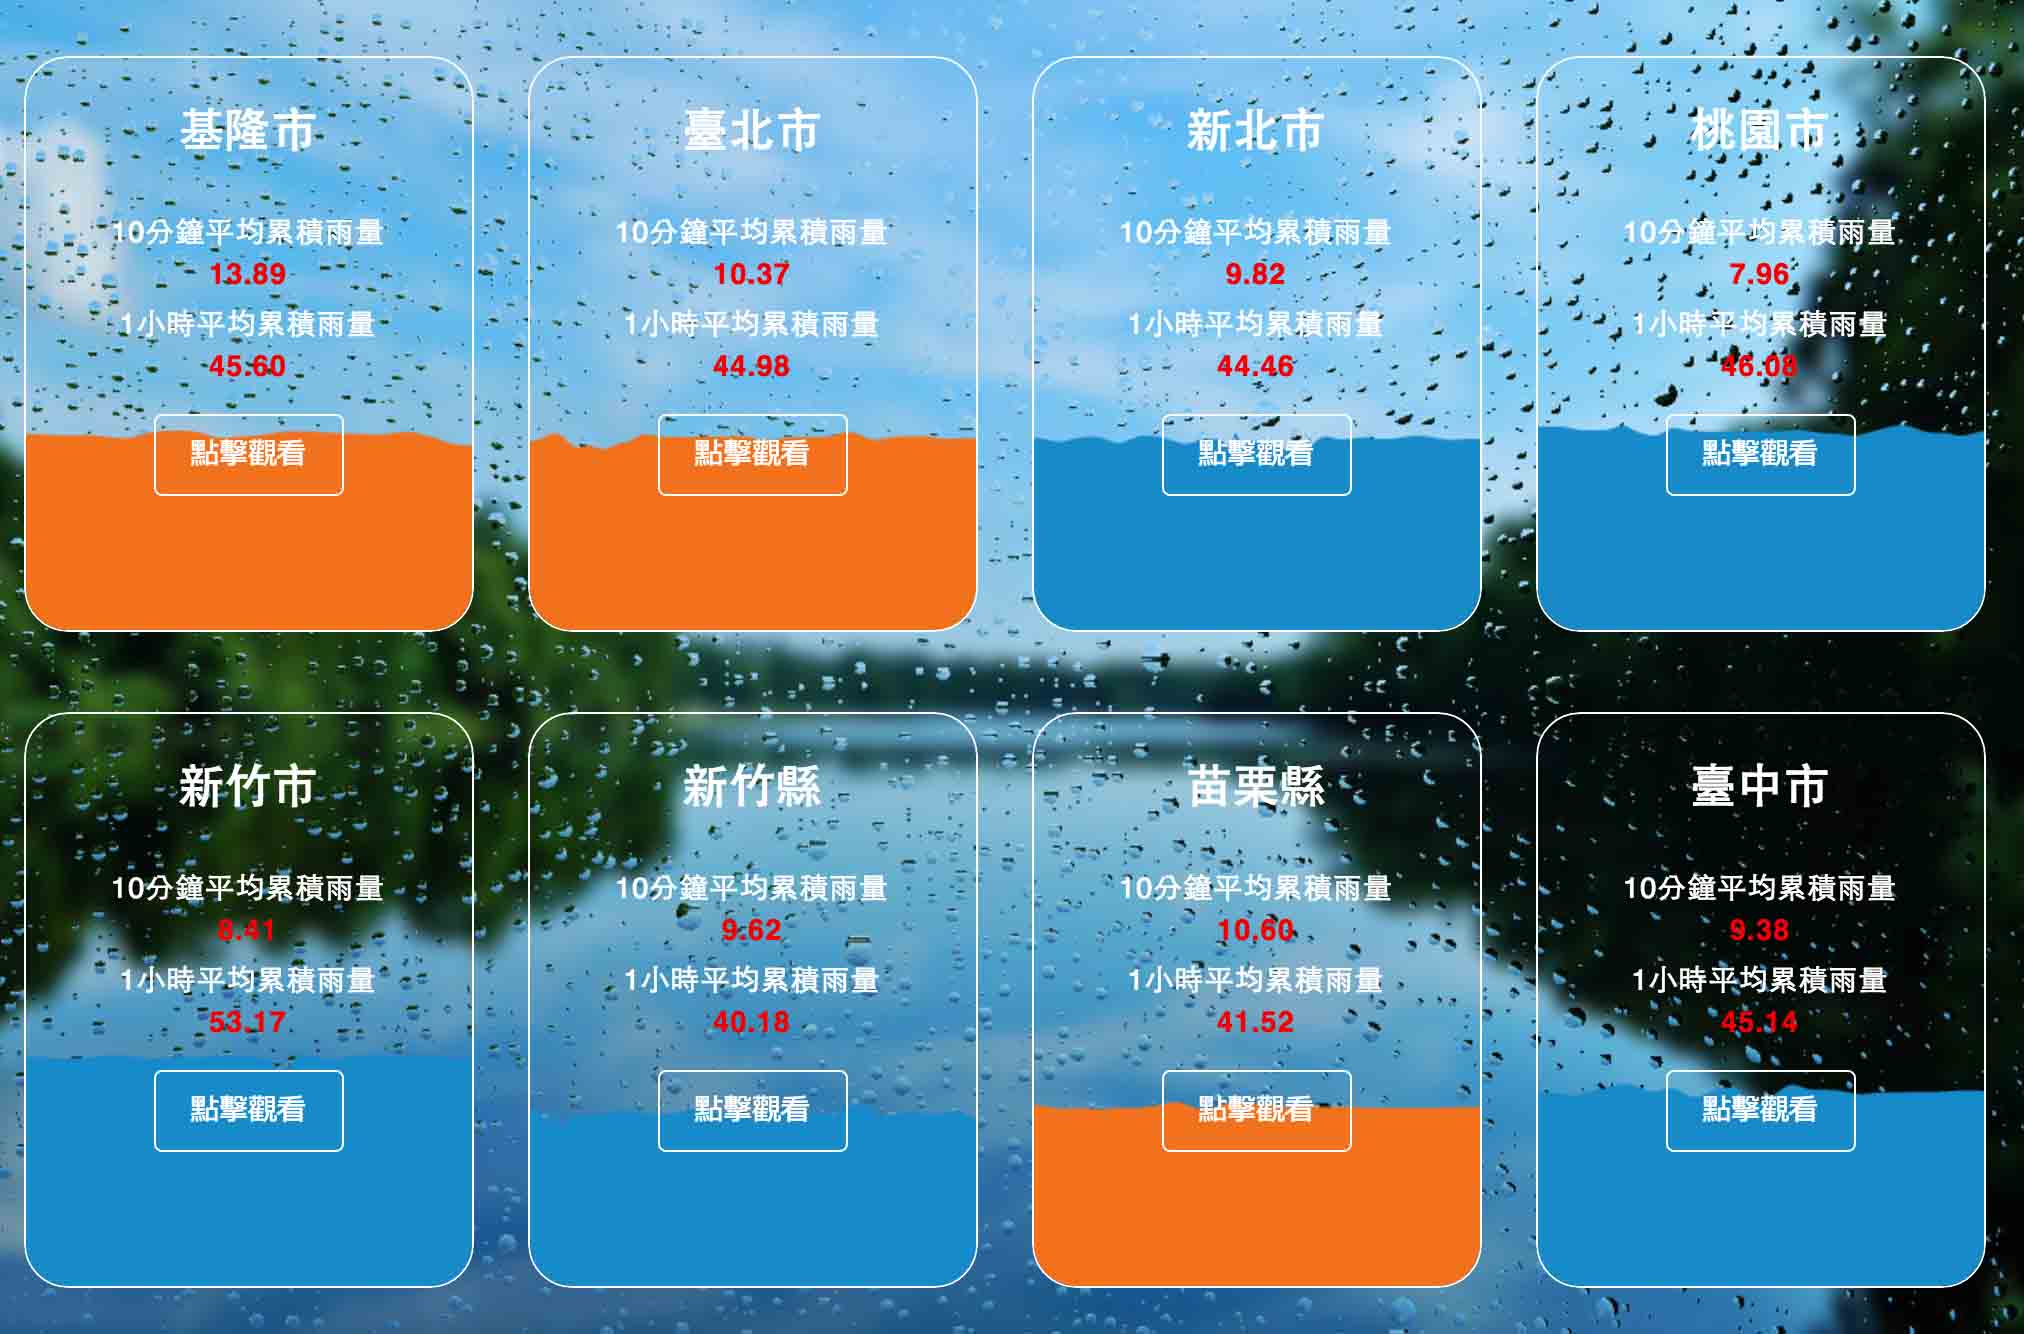 基隆市
10分鐘平均累積雨量
13.89
1小時平均累積雨量
45.60
點擊觀看
臺北市
10分鐘平均累積雨量
10.37
1小時平均累積雨量
44.98
點擊觀看
新北市
10分鐘平均累積雨量
9.82
1小時平均累積雨量
44.46
點擊觀看
桃園市
10分鐘平均累積雨量
7.96
1小時平均累積雨量
46.08
點擊觀看
新竹市
10分鐘平均累積雨量
8.41
1小時平均累積雨量
53.17
點擊觀看
新竹縣
10分鐘平均累積雨量
9.62
1小時平均累積雨量
40.18
點擊觀看
苗栗縣
10分鐘平均累積雨量
10.60
1小時平均累積雨量
41.52
點擊觀看
臺中市
10分鐘平均累積雨量
9.38
1小時平均累積雨量
45.14
點擊觀看